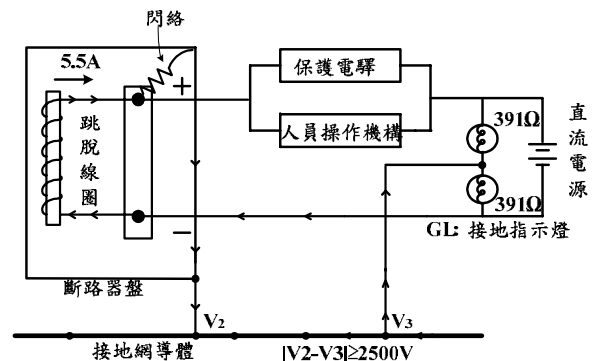 閃絡
5.5A
+
跳脫線圈
−
斷路器盤
保護電驛
人員操作機構
391Ω
391Ω
直流電源
GL: 接地指示燈
V2
V3
接地網導體
|V2-V3|≥2500V